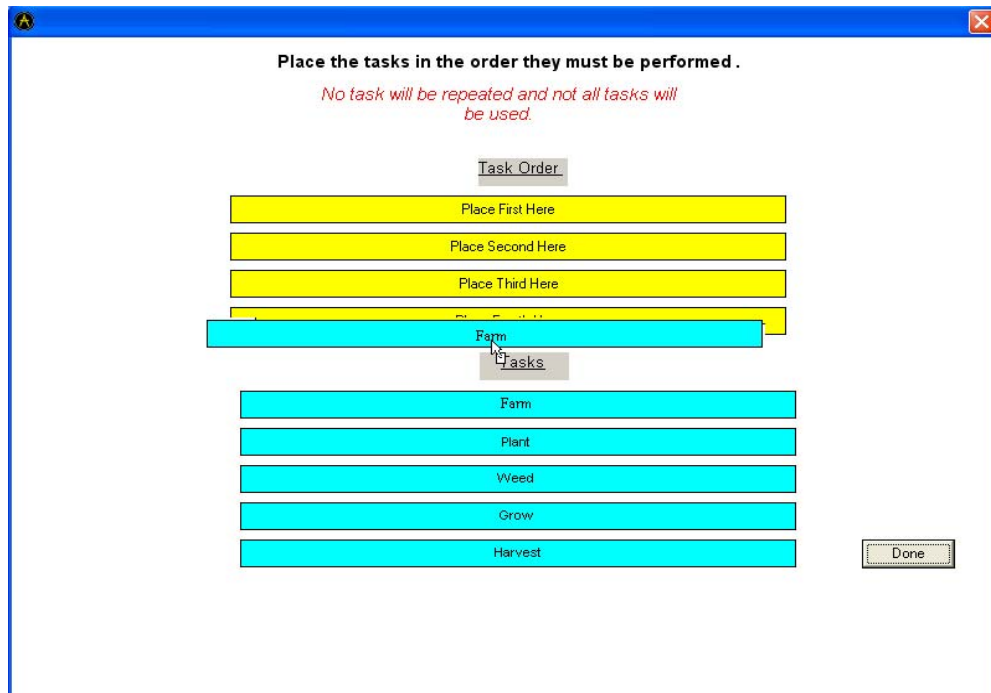 Place the tasks in the order they must be performed .
No task will be repeated and not all tasks will
be used.
Task Order
Place First Here
Place Second Here
Place Third Here
Farm
Tasks
Farm
Plant
Weed
Grow
Harvest
Done